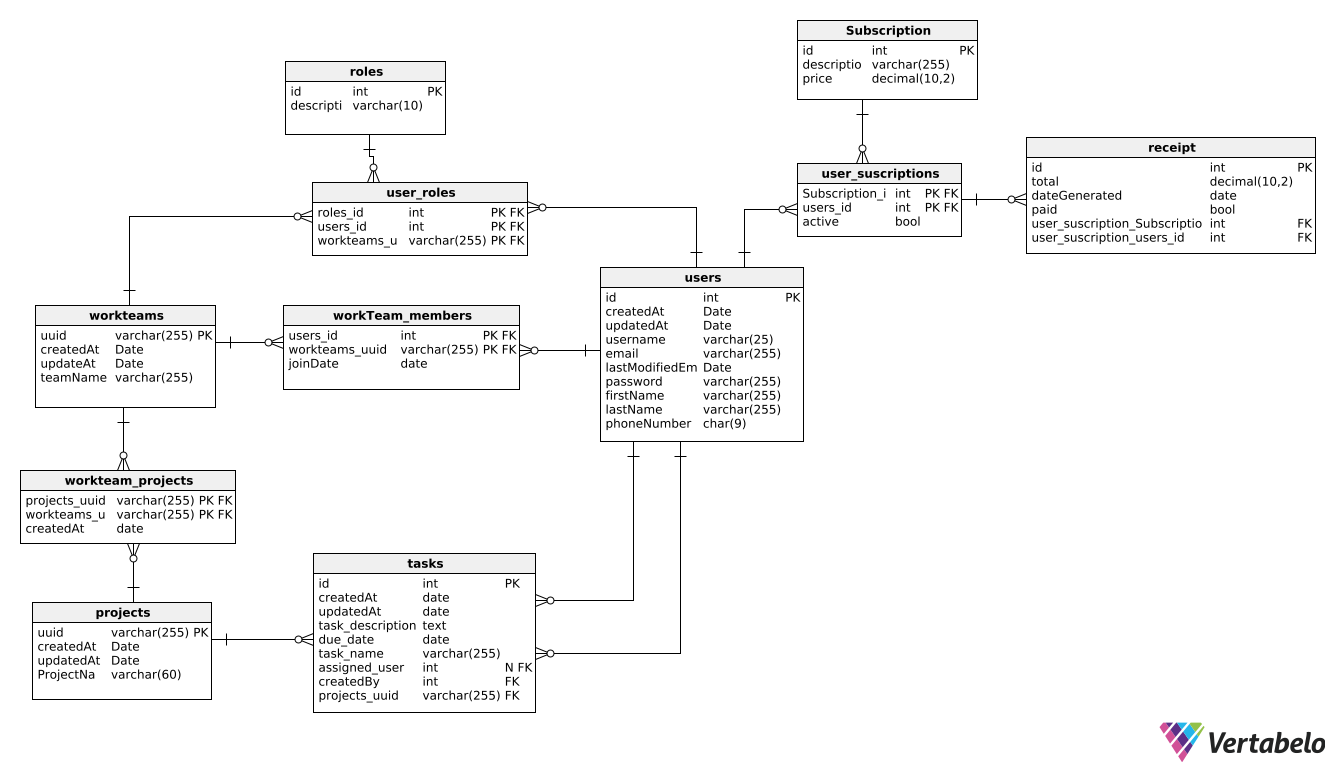 Subscription
id int PK
descriptio varchar(255)
price decimal(10,2)
roles
id int PK
descripti varchar(10)
receipt
id int PK
total decimal(10,2)
dateGenerated date
paid bool
user_suscription_Subscriptio int FK
user_suscription_users_id int FK
user_suscriptions
Subscription_i int PK FK
users_id int PK FK
active bool
user_roles
roles_id int PK FK
users_id int PK FK
workteams_u varchar(255) PK FK
users
id int PK
createdAt Date
updatedAt Date
username varchar(25)
email varchar(255)
lastModifiedEm Date
password varchar(255)
firstName varchar(255)
lastName varchar(255)
phoneNumber char(9)
workteams
uuid varchar(255) PK
createdAt Date
updateAt Date
teamName varchar(255)
workTeam_members
users_id int PK FK
workteams_uuid varchar(255) PK FK
joinDate date
workteam_projects
projects_uuid varchar(255) PK FK
workteams_u varchar(255) PK FK
createdAt date
tasks
id int PK
createdAt date
updatedAt date
task_description text
due_date date
task_name varchar(255)
assigned_user int N FK
createdBy int FK
projects_uuid varchar(255) FK
projects
uuid varchar(255) PK
createdAt Date
updatedAt Date
ProjectNa varchar(60)
Vertabelo